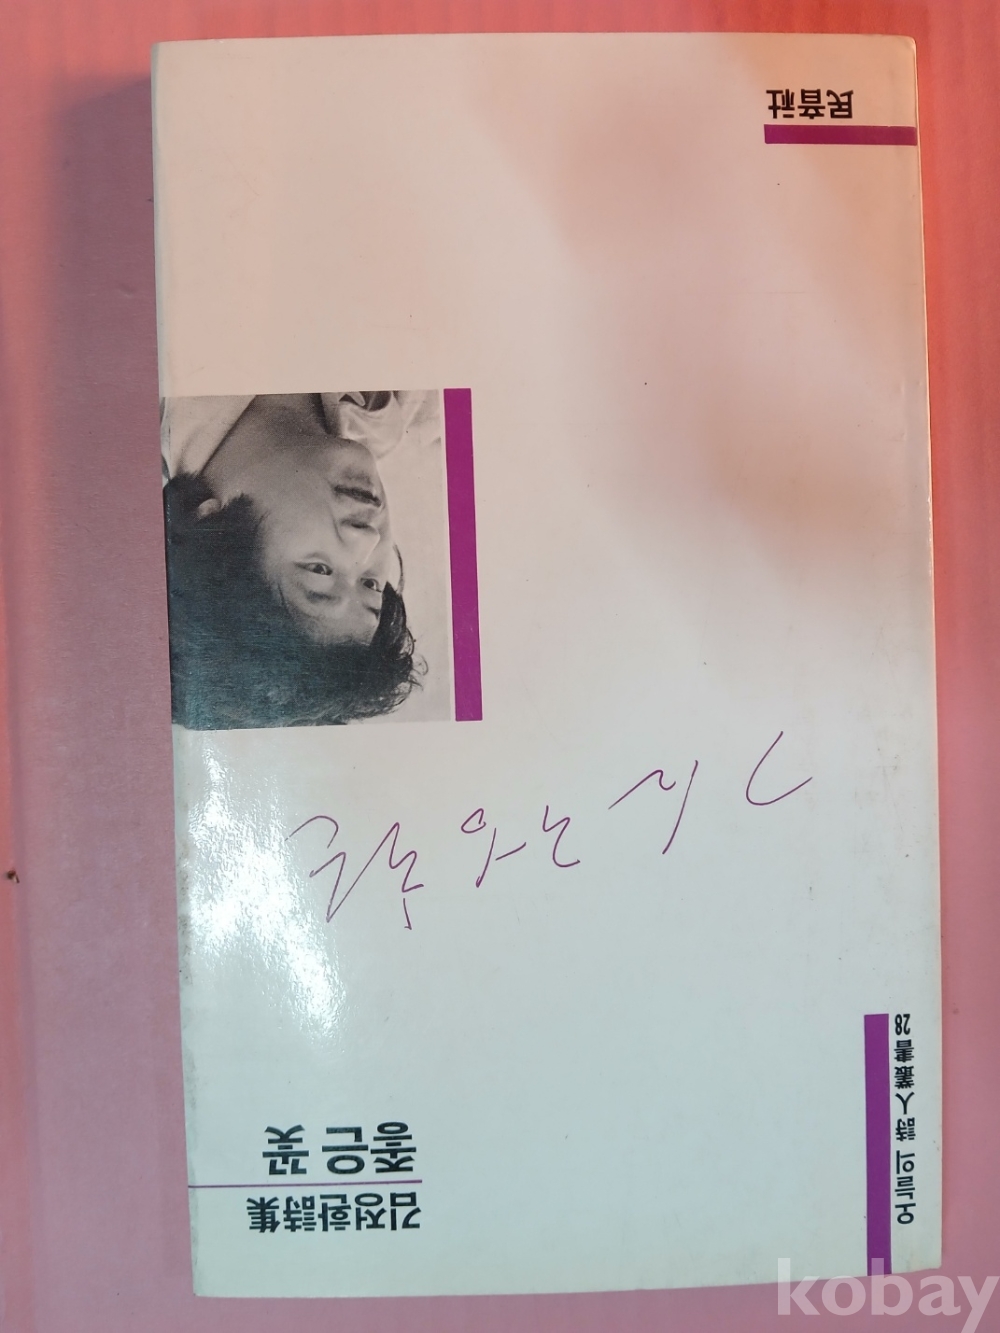 오늘의 詩人叢書 28
김정환詩集
좋은 꽃
民音社
kobay